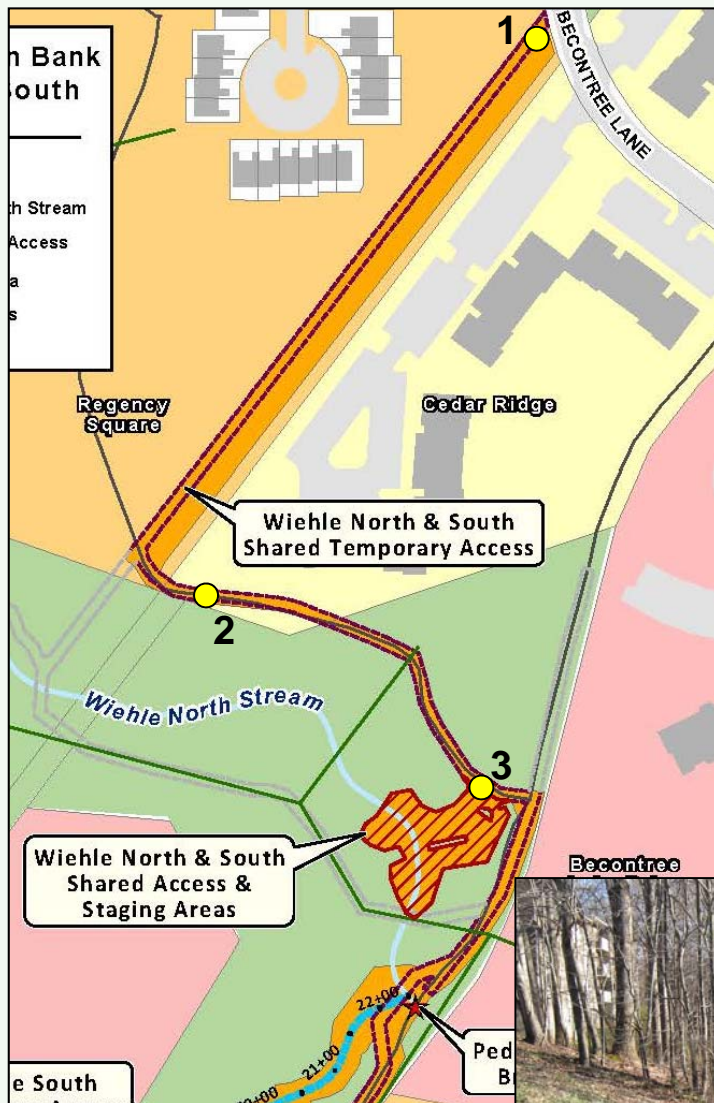 n Bank
South
th Stream
Access
a
s
1
BECONTREE LANE
Regency
Square
Cedar Ridge
Wiehle North & South
Shared Temporary Access
2
Wiehle North Stream
3
Wiehle North & South
Shared Access &
Staging Areas
Becontree
22+00
21+00
Ped
B
e South